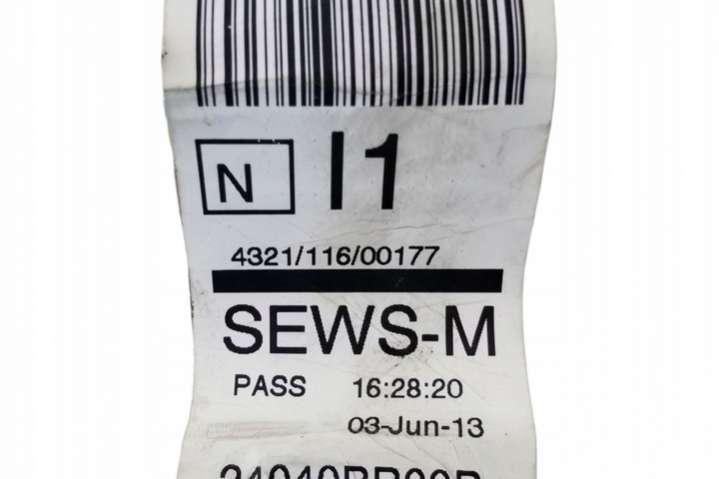 N I1
4321/116/00177
SEWS-M
PASS 16:28:20
03-Jun-13